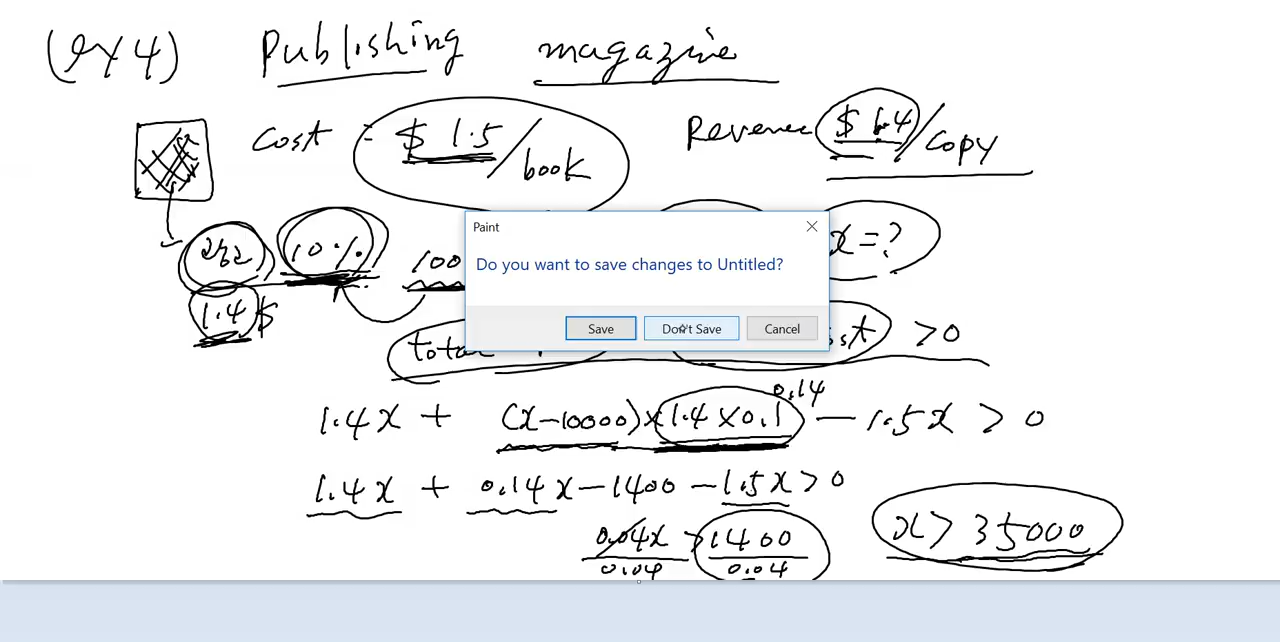 (ex 4) Publishing magazine
Cost = $1.5/book Revenue $1.4/copy
10% 100 x=?
1.4 $
total >0
1.4x + (x-10000)x(1.4x0.1) - 1.5x > 0
0.14
1.4x + 0.14x - 1400 - 1.5x > 0
0.04x > 1400
0.04 0.04
x > 35000
Paint
Do you want to save changes to Untitled?
Save Don't Save Cancel